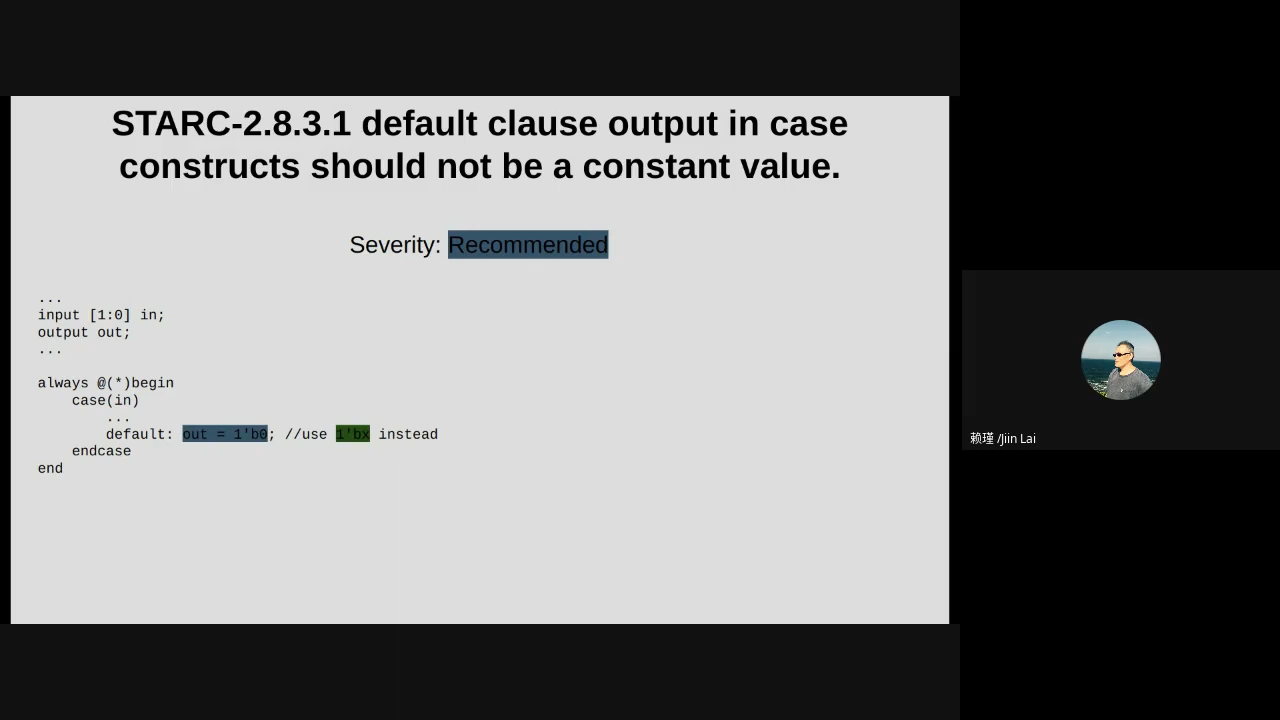 STARC-2.8.3.1 default clause output in case
constructs should not be a constant value.
Severity: Recommended
...
input [1:0] in;
output out;
...
always @(*)begin
    case(in)
        ...
        default: out = 1'b0; //use 1'bx instead
    endcase
end
赖瑾 /Jiin Lai